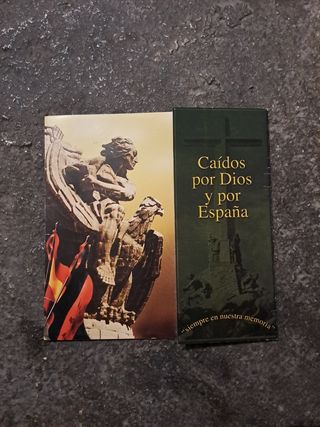 Caídos
por Dios
y por
España
"siempre en nuestra memoria"